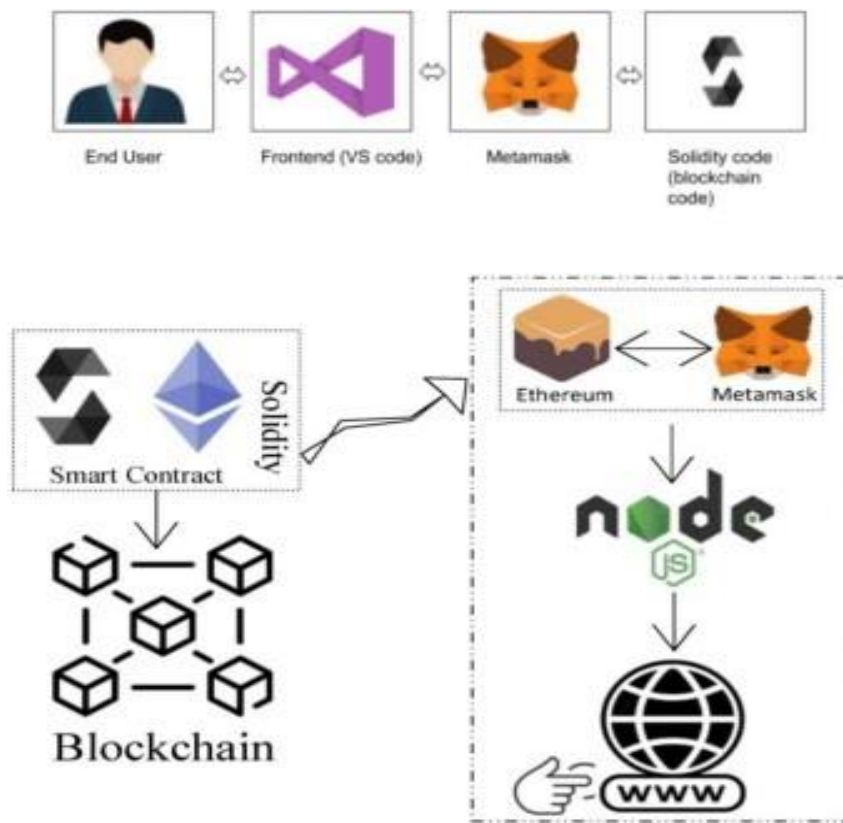 End User
Frontend (VS code)
Metamask
Solidity code
(blockchain
code)
Ethereum
Metamask
Solidity
Smart Contract
node
JS
Blockchain
www